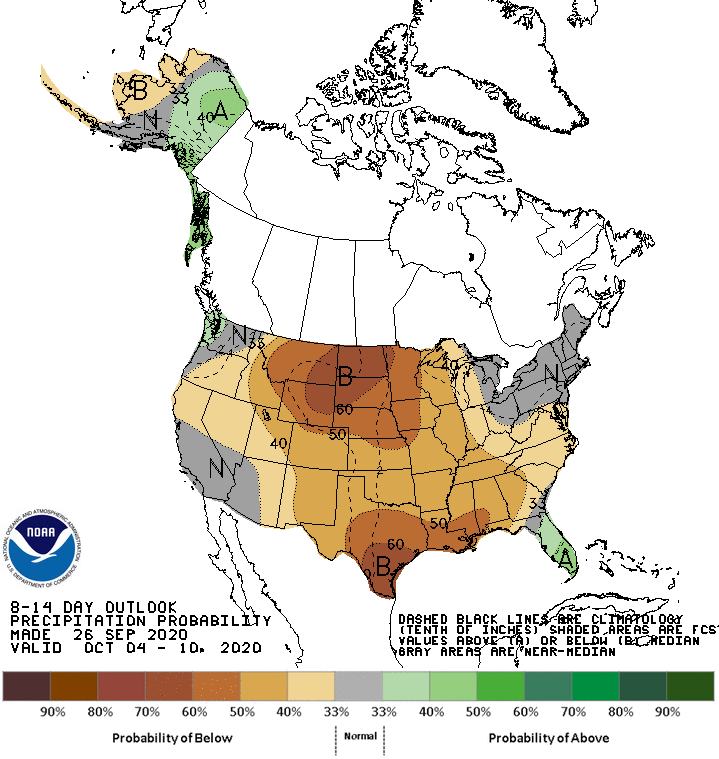 B
33
33
N
40
A
2
N
33
2
40
B
60
50
40
N
N
33
50
60
B
A
NATIONAL OCEANIC AND ATMOSPHERIC ADMINISTRATION
NOAA
U.S. DEPARTMENT OF COMMERCE
8-14 DAY OUTLOOK
PRECIPITATION PROBABILITY
MADE 26 SEP 2020
VALID OCT 04 - 10, 2020
DASHED BLACK LINES ARE CLIMATOLOGY
(TENTH OF INCHES) SHADED AREAS ARE FCST
VALUES ABOVE (A) OR BELOW (B) MEDIAN
GRAY AREAS ARE NEAR-MEDIAN
90% 80% 70% 60% 50% 40% 33% 33% 40% 50% 60% 70% 80% 90%
Probability of Below Normal Probability of Above